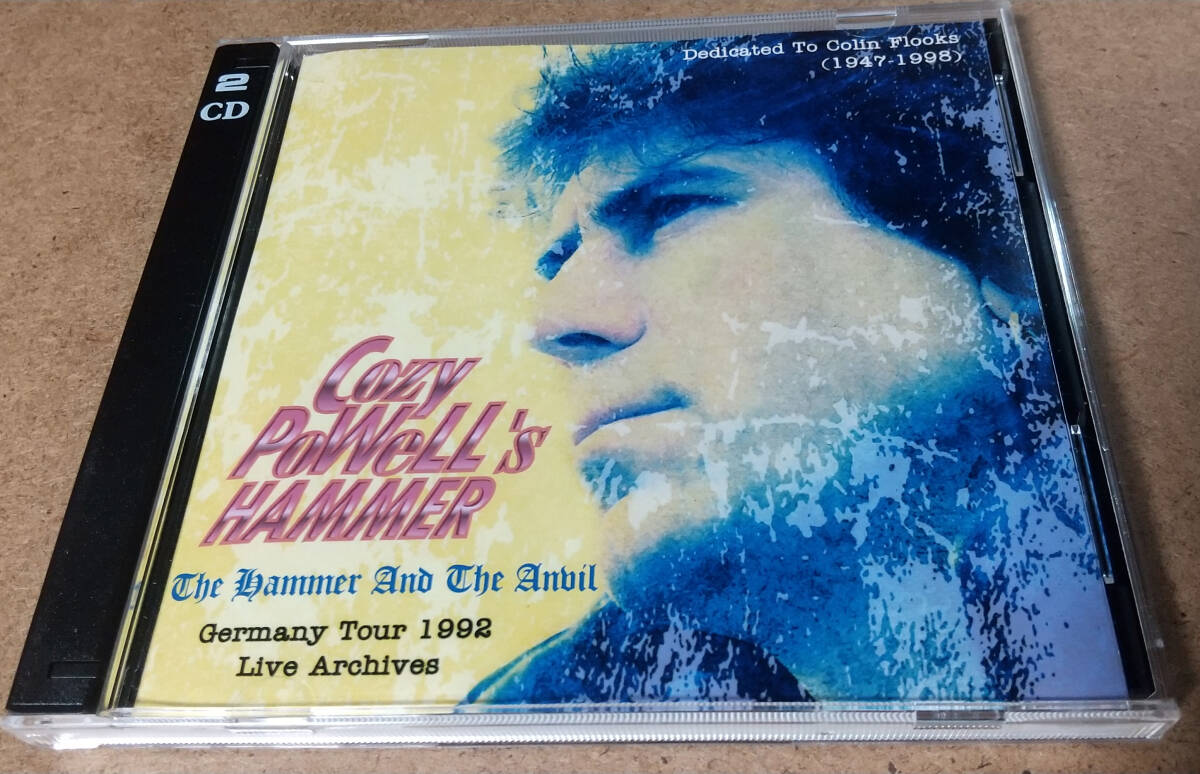 2
CD
Dedicated To Colin Flooks
(1947-1998)
Cozy
PoWeLL's
HAMMER
The Hammer And The Anvil
Germany Tour 1992
Live Archives